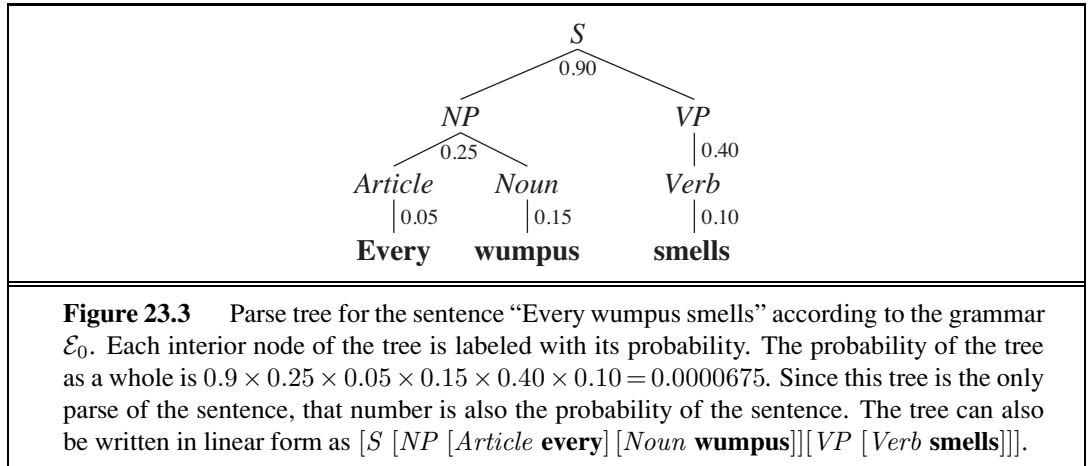 S
0.90
NP VP
0.25 0.40
Article Noun Verb
0.05 0.15 0.10
Every wumpus smells
Figure 23.3 Parse tree for the sentence “Every wumpus smells” according to the grammar
ℰ₀. Each interior node of the tree is labeled with its probability. The probability of the tree
as a whole is 0.9 × 0.25 × 0.05 × 0.15 × 0.40 × 0.10 = 0.0000675. Since this tree is the only
parse of the sentence, that number is also the probability of the sentence. The tree can also
be written in linear form as [S [NP [Article every] [Noun wumpus]][VP [Verb smells]]].